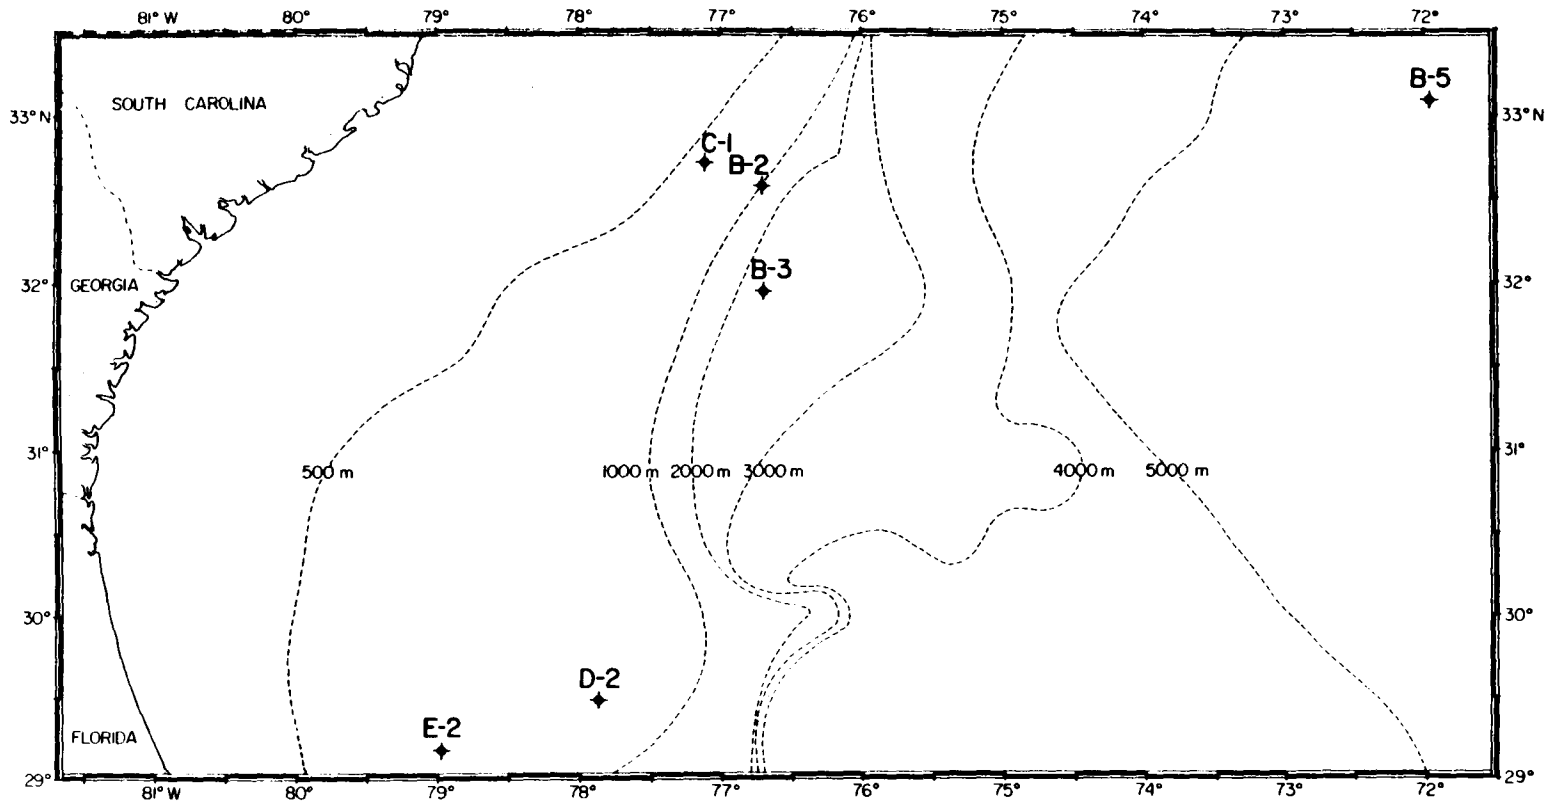 81° W 80° 79° 78° 77° 76° 75° 74° 73° 72°
B-5
SOUTH CAROLINA
33° N 33° N
C-1
B-2
B-3
32° GEORGIA 32°
31° 31°
500 m 1000 m 2000 m 3000 m 4000 m 5000 m
30° 30°
D-2
E-2
FLORIDA
29° 29°
81° W 80° 79° 78° 77° 76° 75° 74° 73° 72°